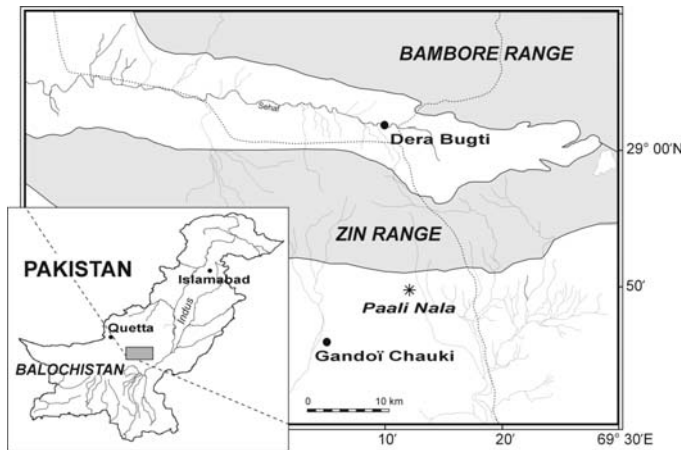 BAMBORE RANGE
Sehaf
Dera Bugti
29° 00'N
ZIN RANGE
PAKISTAN
Islamabad
50'
Indus
Paali Nala
Quetta
Gandoï Chauki
BALOCHISTAN
0 10 km
10' 20' 69° 30'E